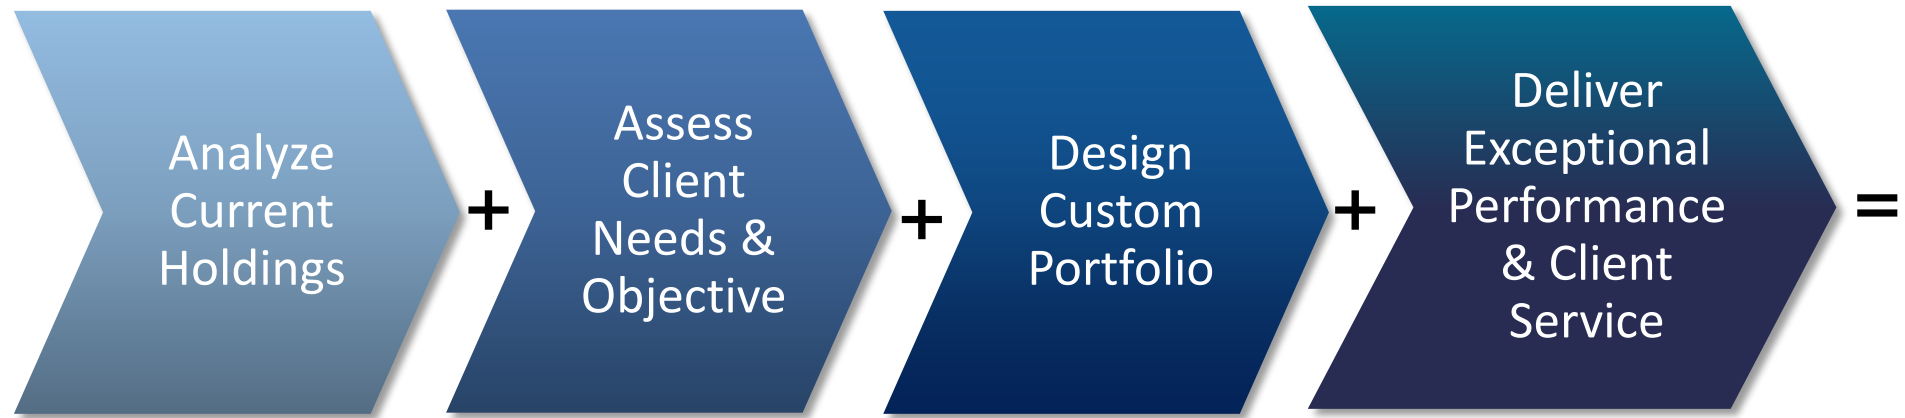 Analyze
Current
Holdings
+
Assess
Client
Needs &
Objective
+
Design
Custom
Portfolio
+
Deliver
Exceptional
Performance
& Client
Service
=